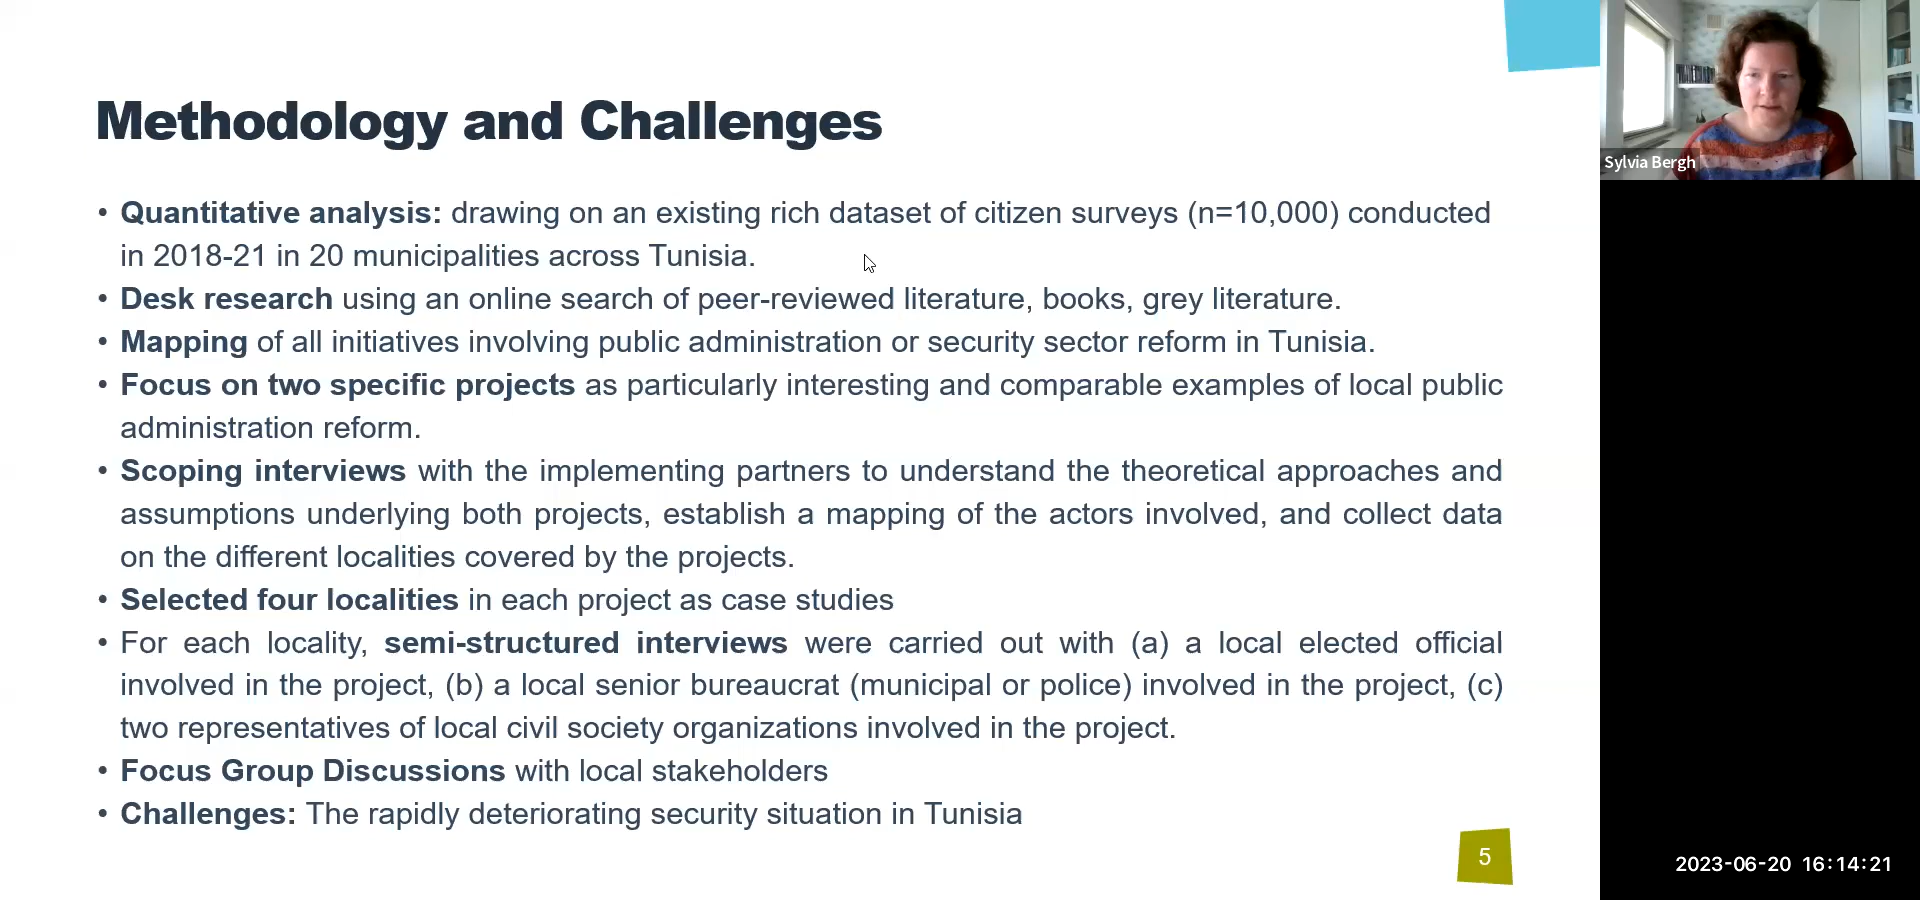 Methodology and Challenges
• Quantitative analysis: drawing on an existing rich dataset of citizen surveys (n=10,000) conducted
in 2018-21 in 20 municipalities across Tunisia.
• Desk research using an online search of peer-reviewed literature, books, grey literature.
• Mapping of all initiatives involving public administration or security sector reform in Tunisia.
• Focus on two specific projects as particularly interesting and comparable examples of local public
administration reform.
• Scoping interviews with the implementing partners to understand the theoretical approaches and
assumptions underlying both projects, establish a mapping of the actors involved, and collect data
on the different localities covered by the projects.
• Selected four localities in each project as case studies
• For each locality, semi-structured interviews were carried out with (a) a local elected official
involved in the project, (b) a local senior bureaucrat (municipal or police) involved in the project, (c)
two representatives of local civil society organizations involved in the project.
• Focus Group Discussions with local stakeholders
• Challenges: The rapidly deteriorating security situation in Tunisia
5
Sylvia Bergh
2023-06-20 16:14:21